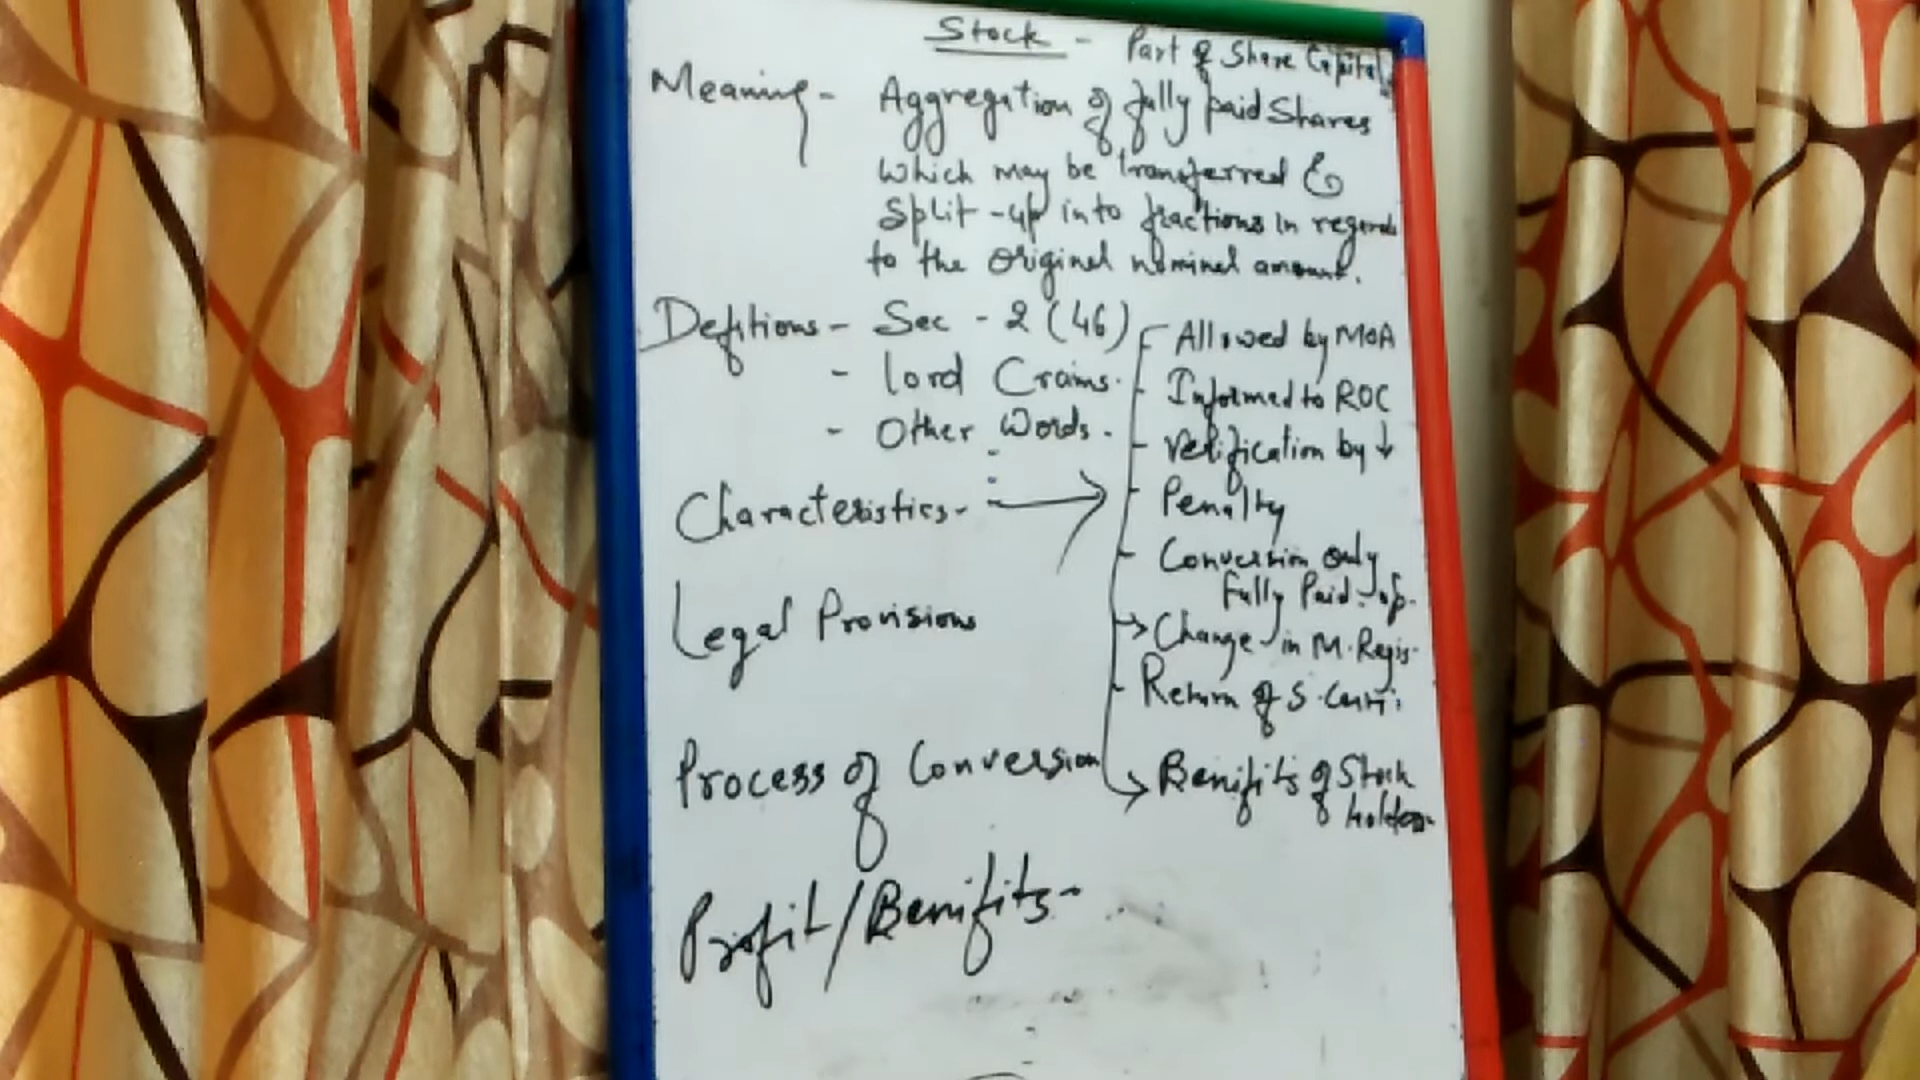 Stock - Part of Share Capital
Meaning - Aggregation of fully paid Shares
Which may be transferred &
Split-up into fractions in regards
to the original nominal amount.
Defitions - Sec - 2 (46)
- Lord Crams.
- Other Words.
Characteristics -
Legal Provisions
Process of Conversion
Profit/Benifits -
Allowed by MOA
- Informed to ROC
- Verification by ↓
- Penalty
- Conversion only
Fully Paid-up.
→ Change in M. Regis.
- Return of S. Certi.
→ Benifits of Stock
holders.